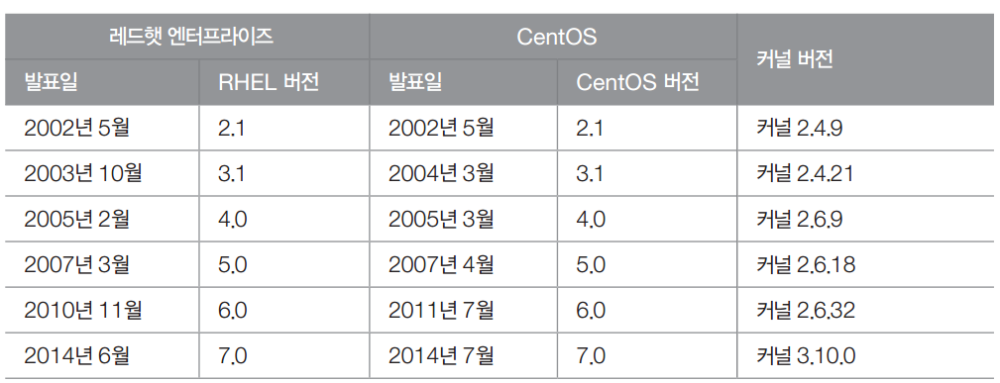 레드햇 엔터프라이즈 CentOS 커널 버전
발표일 RHEL 버전 발표일 CentOS 버전
2002년 5월 2.1 2002년 5월 2.1 커널 2.4.9
2003년 10월 3.1 2004년 3월 3.1 커널 2.4.21
2005년 2월 4.0 2005년 3월 4.0 커널 2.6.9
2007년 3월 5.0 2007년 4월 5.0 커널 2.6.18
2010년 11월 6.0 2011년 7월 6.0 커널 2.6.32
2014년 6월 7.0 2014년 7월 7.0 커널 3.10.0